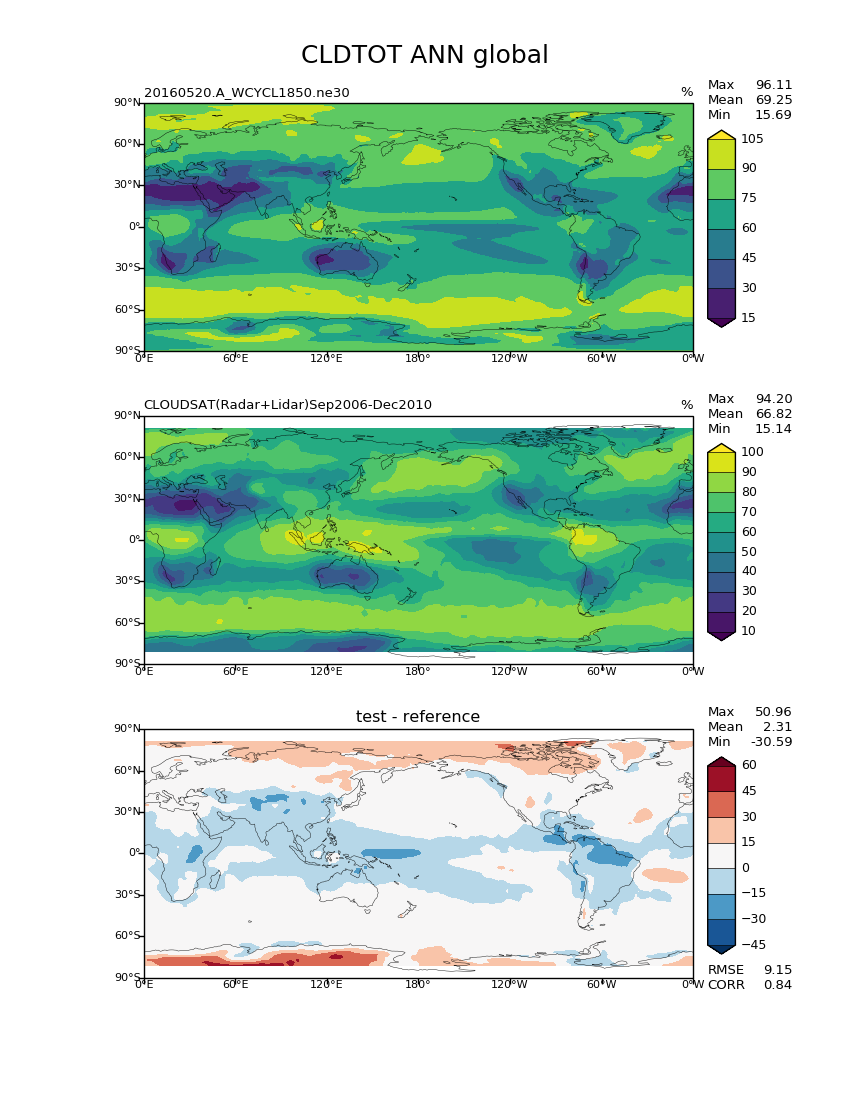 CLDTOT ANN global
20160520.A_WCYCL1850.ne30 %
Max 96.11
Mean 69.25
Min 15.69
90°N
60°N
30°N
0°
30°S
60°S
90°S
0°E 60°E 120°E 180° 120°W 60°W 0°W
105
90
75
60
45
30
15
CLOUDSAT(Radar+Lidar)Sep2006-Dec2010 %
Max 94.20
Mean 66.82
Min 15.14
90°N
60°N
30°N
0°
30°S
60°S
90°S
0°E 60°E 120°E 180° 120°W 60°W 0°W
100
90
80
70
60
50
40
30
20
10
test - reference
Max 50.96
Mean 2.31
Min -30.59
90°N
60°N
30°N
0°
30°S
60°S
90°S
0°E 60°E 120°E 180° 120°W 60°W 0°W
60
45
30
15
0
−15
−30
−45
RMSE 9.15
CORR 0.84